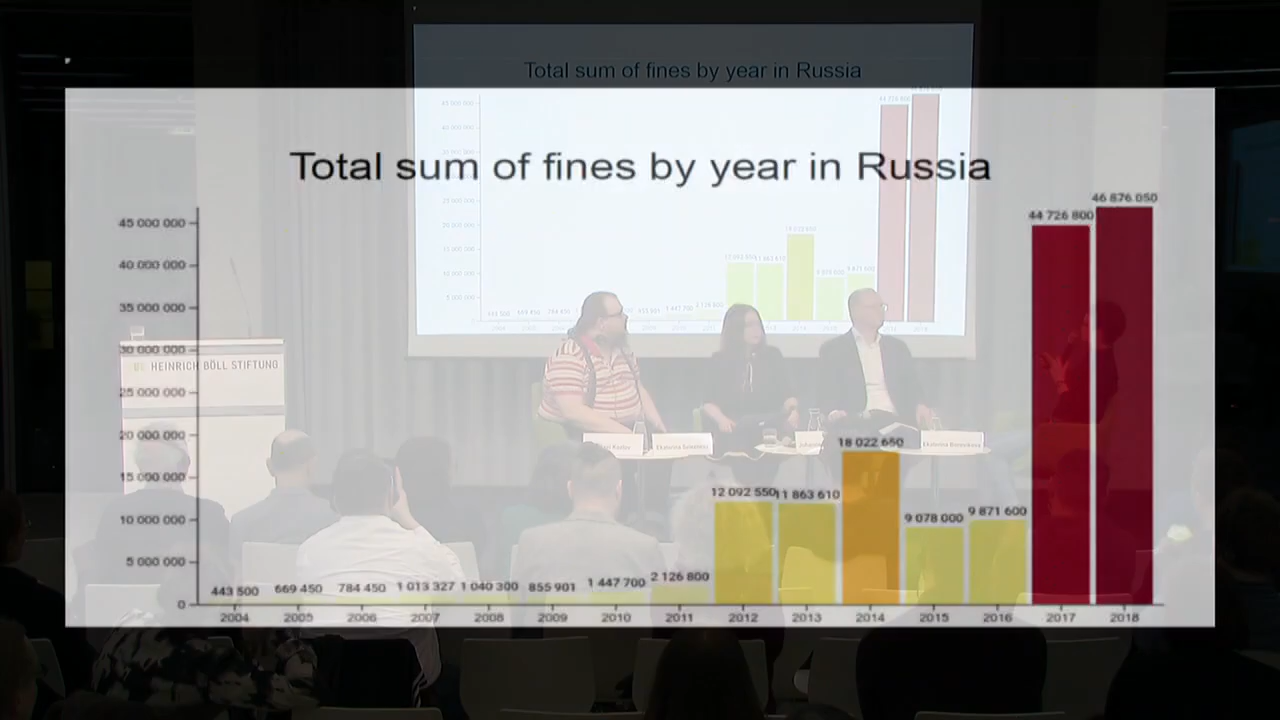 Total sum of fines by year in Russia
Total sum of fines by year in Russia
46 876 050
44 726 800
45 000 000
40 000 000
35 000 000
30 000 000
HEINRICH BÖLL STIFTUNG
25 000 000
20 000 000
18 022 650
15 000 000
12 092 550
11 863 610
10 000 000
9 078 000
9 871 600
5 000 000
443 500 669 450 784 450 1 013 327 1 040 300 855 901 1 447 700 2 126 800
0
2004 2005 2006 2007 2008 2009 2010 2011 2012 2013 2014 2015 2016 2017 2018